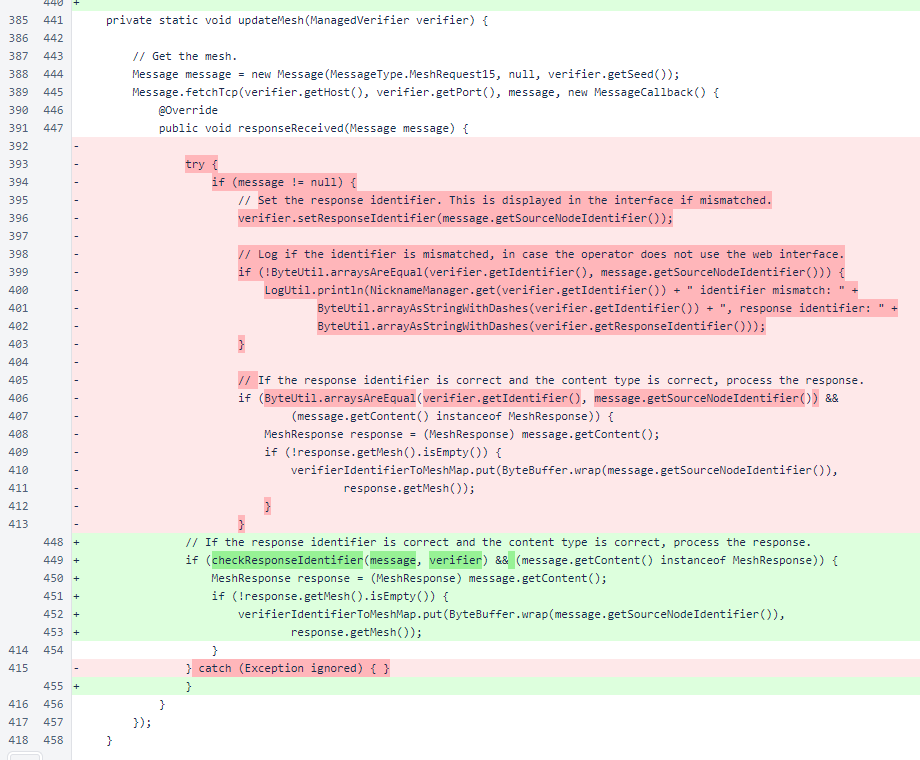 440 +
385 441 private static void updateMesh(ManagedVerifier verifier) {
386 442
387 443 // Get the mesh.
388 444 Message message = new Message(MessageType.MeshRequest15, null, verifier.getSeed());
389 445 Message.fetchTcp(verifier.getHost(), verifier.getPort(), message, new MessageCallback() {
390 446 @Override
391 447 public void responseReceived(Message message) {
392 -
393 - try {
394 - if (message != null) {
395 - // Set the response identifier. This is displayed in the interface if mismatched.
396 - verifier.setResponseIdentifier(message.getSourceNodeIdentifier());
397 -
398 - // Log if the identifier is mismatched, in case the operator does not use the web interface.
399 - if (!ByteUtil.arraysAreEqual(verifier.getIdentifier(), message.getSourceNodeIdentifier())) {
400 - LogUtil.println(NicknameManager.get(verifier.getIdentifier()) + " identifier mismatch: " +
401 - ByteUtil.arrayAsStringWithDashes(verifier.getIdentifier()) + ", response identifier: " +
402 - ByteUtil.arrayAsStringWithDashes(verifier.getResponseIdentifier()));
403 - }
404 -
405 - // If the response identifier is correct and the content type is correct, process the response.
406 - if (ByteUtil.arraysAreEqual(verifier.getIdentifier(), message.getSourceNodeIdentifier()) &&
407 - (message.getContent() instanceof MeshResponse)) {
408 - MeshResponse response = (MeshResponse) message.getContent();
409 - if (!response.getMesh().isEmpty()) {
410 - verifierIdentifierToMeshMap.put(ByteBuffer.wrap(message.getSourceNodeIdentifier()),
411 - response.getMesh());
412 - }
413 - }
448 + // If the response identifier is correct and the content type is correct, process the response.
449 + if (checkResponseIdentifier(message, verifier) && (message.getContent() instanceof MeshResponse)) {
450 + MeshResponse response = (MeshResponse) message.getContent();
451 + if (!response.getMesh().isEmpty()) {
452 + verifierIdentifierToMeshMap.put(ByteBuffer.wrap(message.getSourceNodeIdentifier()),
453 + response.getMesh());
414 454 }
415 - } catch (Exception ignored) { }
455 + }
416 456 }
417 457 });
418 458 }